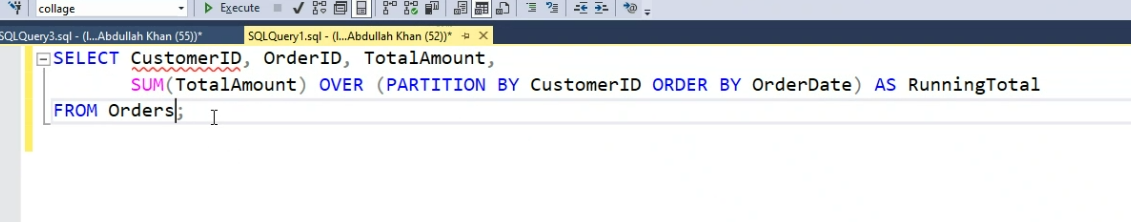 collage
Execute
SQLQuery3.sql - (l...Abdullah Khan (55))*
SQLQuery1.sql - (l...Abdullah Khan (52))*
SELECT CustomerID, OrderID, TotalAmount,
SUM(TotalAmount) OVER (PARTITION BY CustomerID ORDER BY OrderDate) AS RunningTotal
FROM Orders;